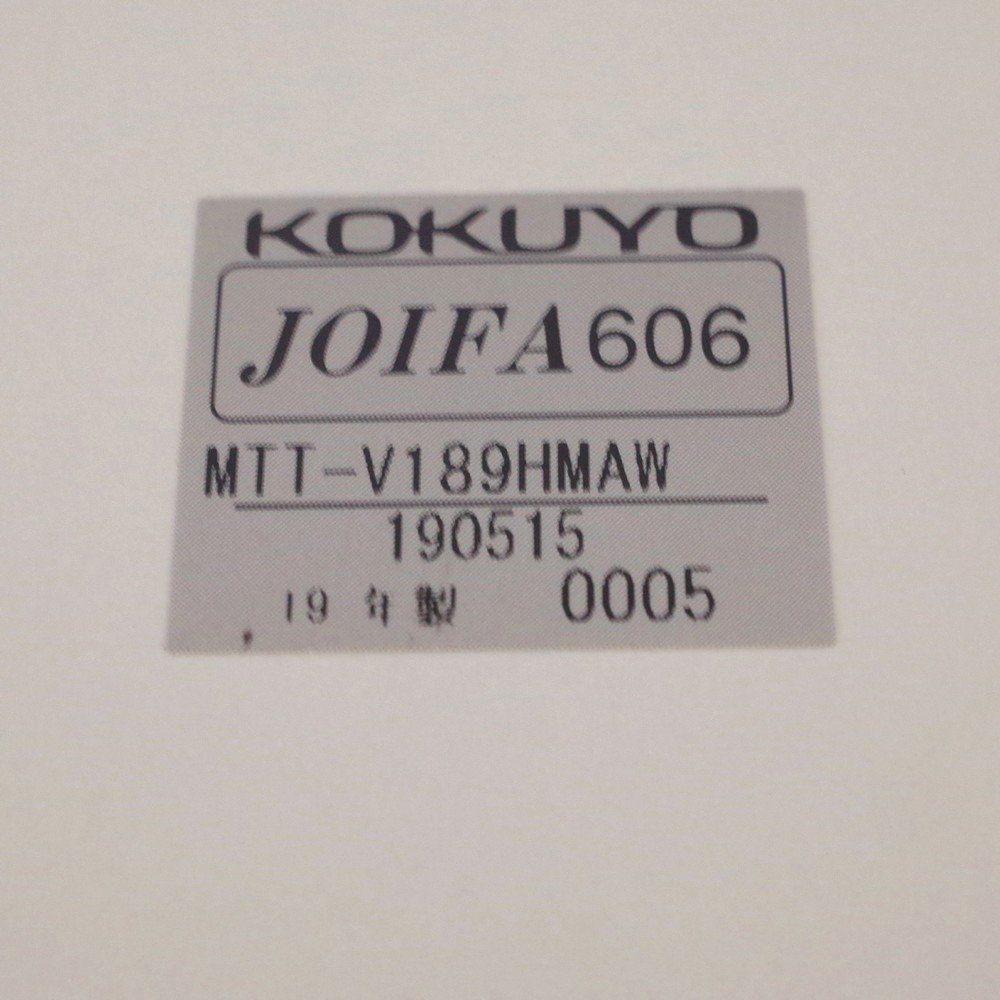 KOKUYO
JOIFA606
MTT-V189HMAW
190515
19 年製 0005